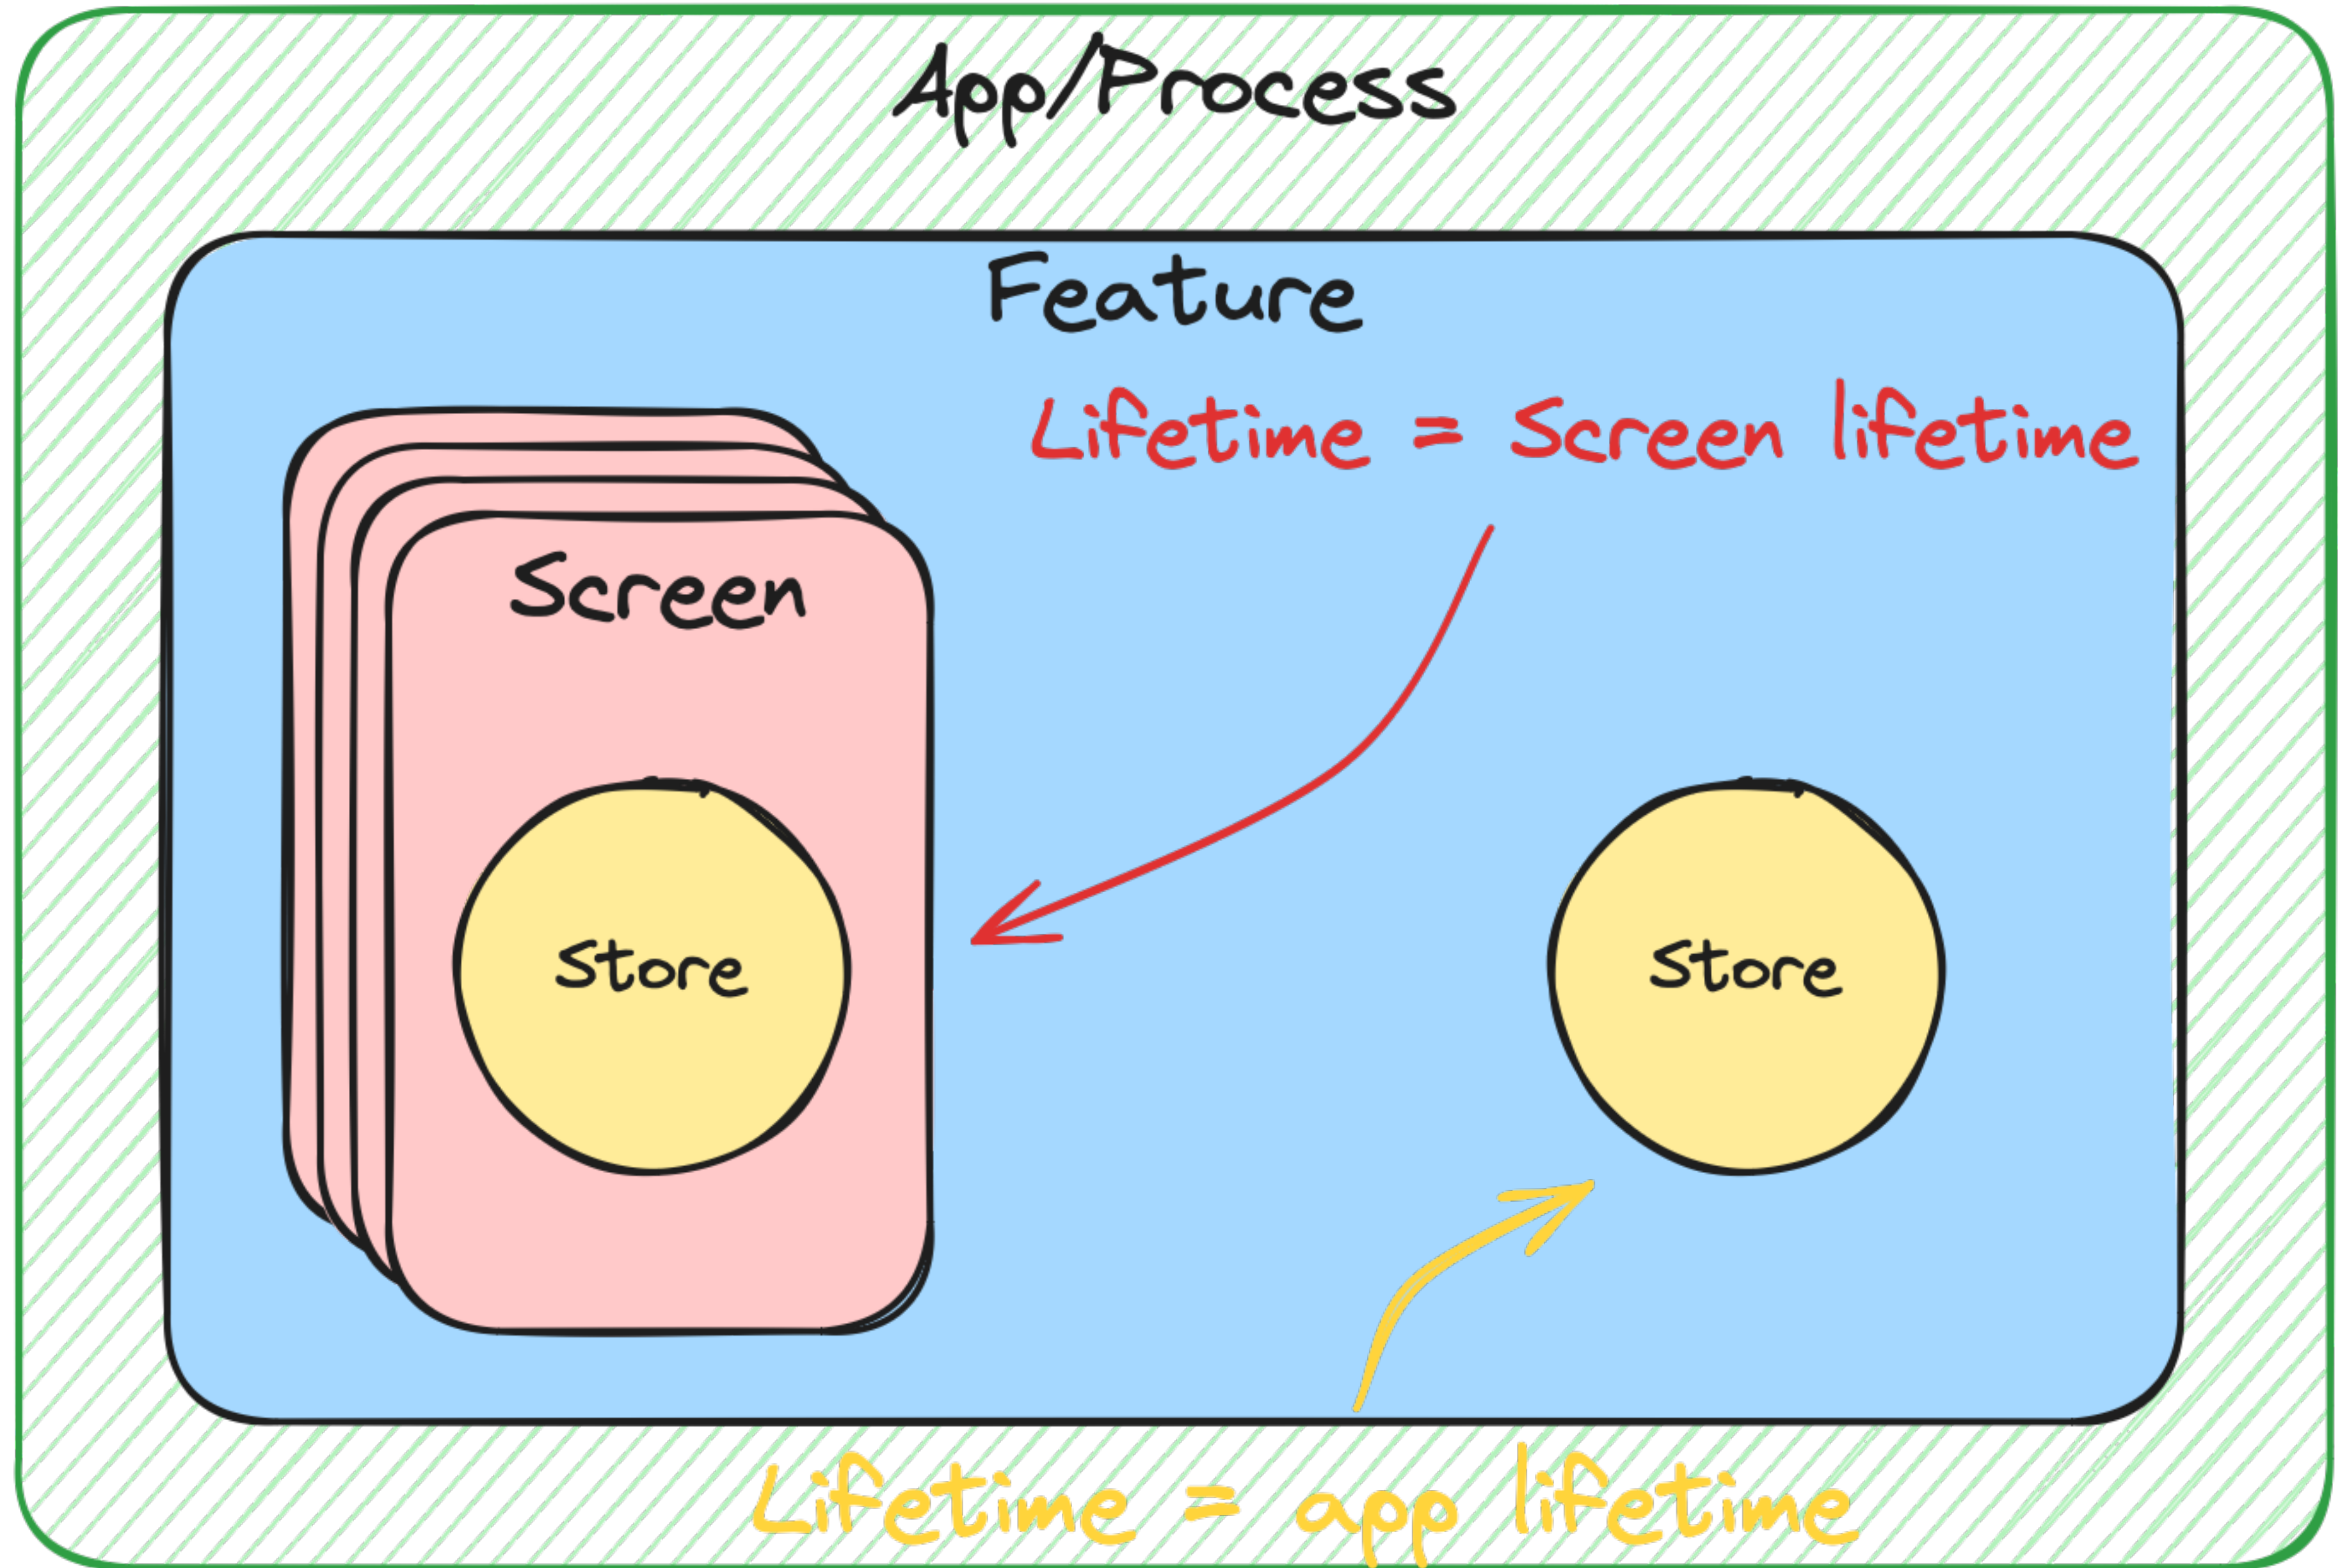 App/Process
Feature
Lifetime = Screen lifetime
Screen
Store
Store
Lifetime = app lifetime